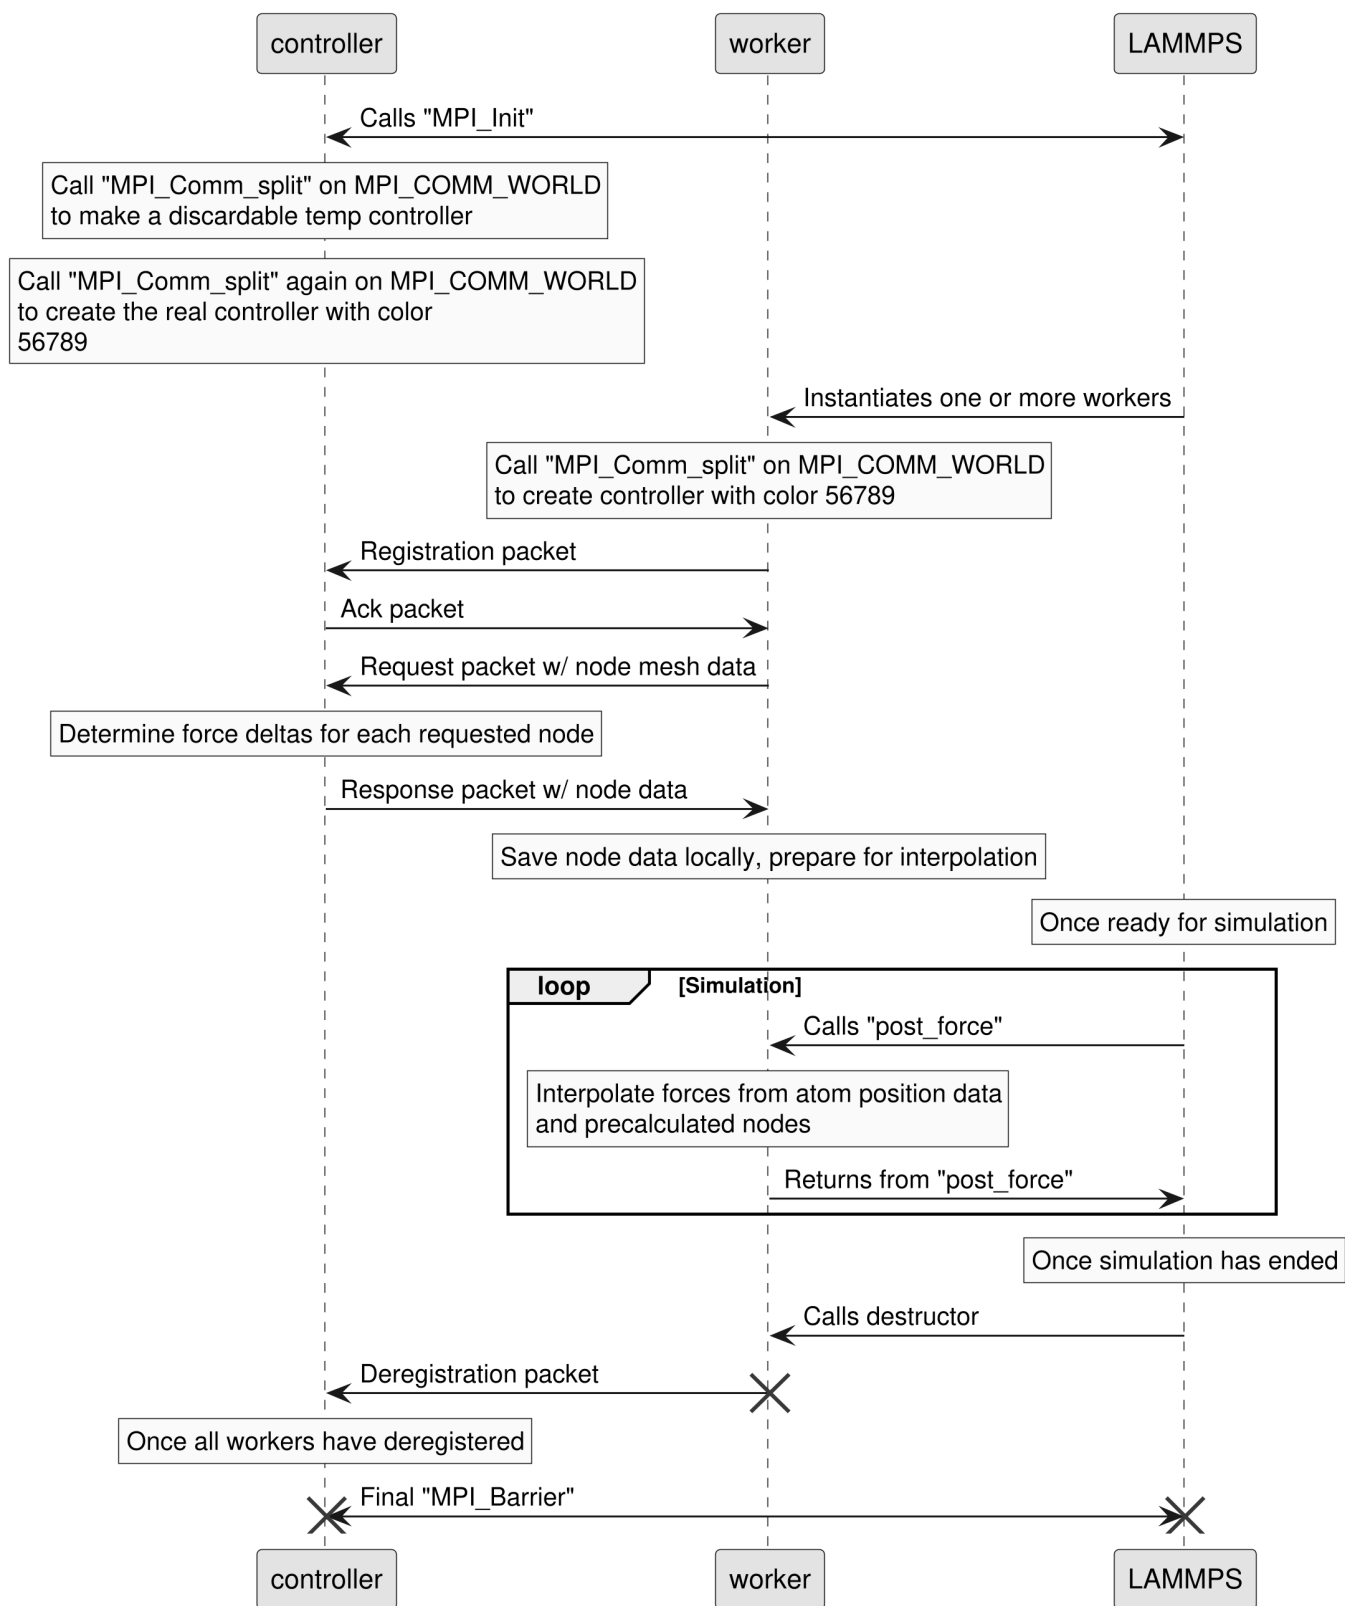 controller
worker
LAMMPS
Calls "MPI_Init"
Call "MPI_Comm_split" on MPI_COMM_WORLD
to make a discardable temp controller
Call "MPI_Comm_split" again on MPI_COMM_WORLD
to create the real controller with color
56789
Instantiates one or more workers
Call "MPI_Comm_split" on MPI_COMM_WORLD
to create controller with color 56789
Registration packet
Ack packet
Request packet w/ node mesh data
Determine force deltas for each requested node
Response packet w/ node data
Save node data locally, prepare for interpolation
Once ready for simulation
loop
[Simulation]
Calls "post_force"
Interpolate forces from atom position data
and precalculated nodes
Returns from "post_force"
Once simulation has ended
Calls destructor
Deregistration packet
Once all workers have deregistered
Final "MPI_Barrier"
controller
worker
LAMMPS